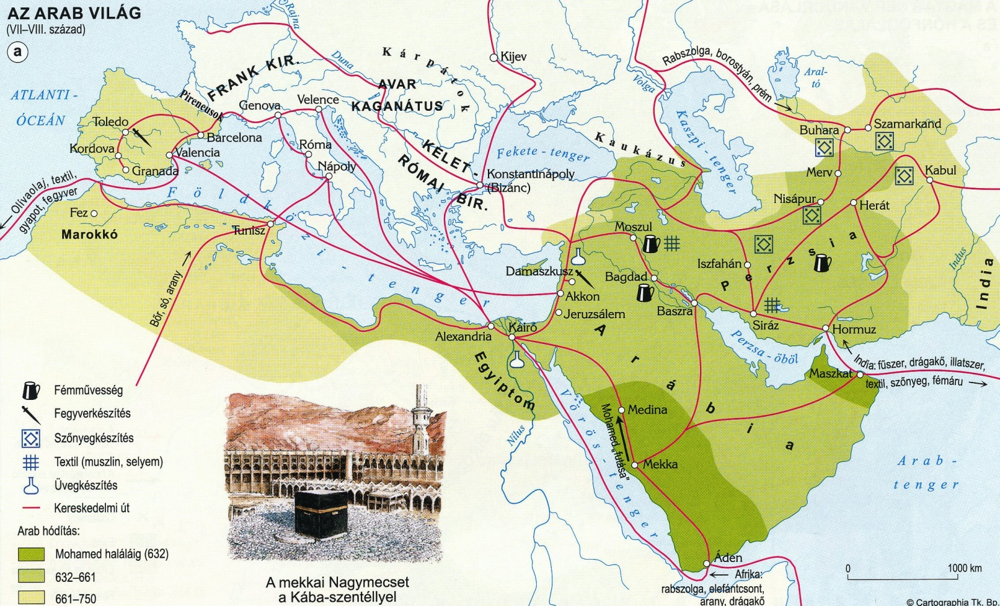 AZ ARAB VILÁG
(VII–VIII. század)
a
ATLANTI-
ÓCEÁN
Rajna
Duna
Kárpátok
Kijev
Volga
Rabszolga, borostyán, prém
Aral-
tó
FRANK KIR.
AVAR
KAGANÁTUS
Pireneusok
Genova
Velence
Toledo
Barcelona
Kordova
Valencia
Granada
Róma
Nápoly
KELET-
RÓMAI BIR.
Fekete-tenger
Konstantinápoly
(Bizánc)
Kaukázus
Kaszpi-tenger
Buhara
Szamarkand
Merv
Kabul
Nisápur
Herát
Olívaolaj, textil,
gyapot, fegyver
Földközi-tenger
Fez
Marokkó
Tunisz
Bőr, só, arany
Moszul
Damaszkusz
Bagdad
Iszfahán
Perzsia
Akkon
Baszra
Jeruzsálem
Siráz
Indus
India
Alexandria
Kairó
Egyiptom
Nílus
Arábia
Perzsa-öböl
Hormuz
Maszkat
India: fűszer, drágakő, illatszer,
textil, szőnyeg, fémáru
Vörös-tenger
Medina
Mohamed „futása”
Mekka
Arab-
tenger
Áden
Afrika:
rabszolga, elefántcsont,
arany, drágakő
Fémművesség
Fegyverkészítés
Szőnyegkészítés
Textil (muszlin, selyem)
Üvegkészítés
Kereskedelmi út
Arab hódítás:
Mohamed haláláig (632)
632–661
661–750
A mekkai Nagymecset
a Kába-szentéllyel
0 1000 km
© Cartographia Tk. Bp.